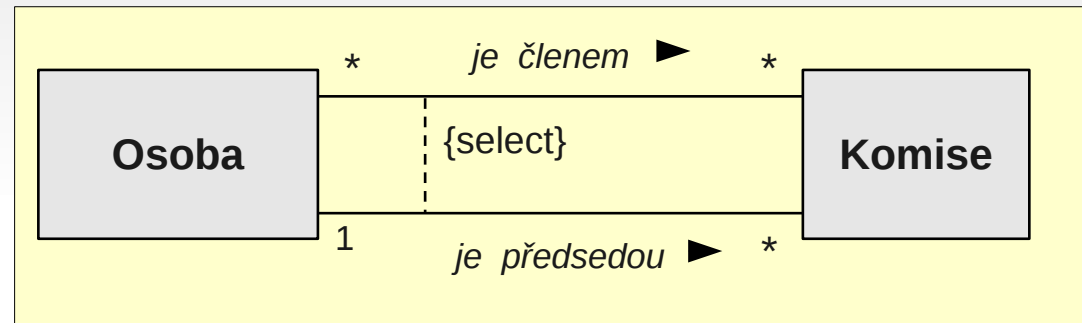 * je členem *
Osoba {select} Komise
1 je předsedou *